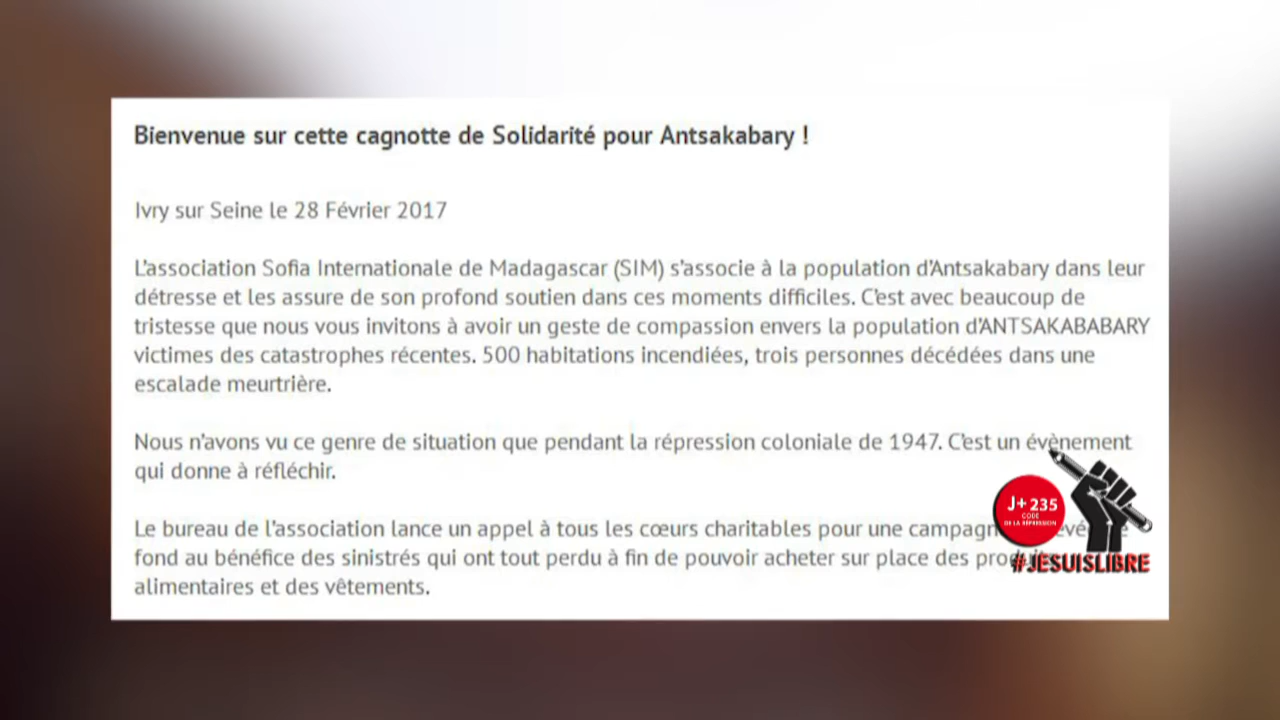 Bienvenue sur cette cagnotte de Solidarité pour Antsakabary !
Ivry sur Seine le 28 Février 2017
L'association Sofia Internationale de Madagascar (SIM) s'associe à la population d'Antsakabary dans leur
détresse et les assure de son profond soutien dans ces moments difficiles. C'est avec beaucoup de
tristesse que nous vous invitons à avoir un geste de compassion envers la population d'ANTSAKABABARY
victimes des catastrophes récentes. 500 habitations incendiées, trois personnes décédées dans une
escalade meurtrière.
Nous n'avons vu ce genre de situation que pendant la répression coloniale de 1947. C'est un évènement
qui donne à réfléchir.
Le bureau de l'association lance un appel à tous les cœurs charitables pour une
fond au bénéfice des sinistrés qui ont tout perdu à fin de pouvoir acheter sur place des
alimentaires et des vêtements.
J+235
CODE
DE LA RÉPRESSION
#JESUISLIBRE